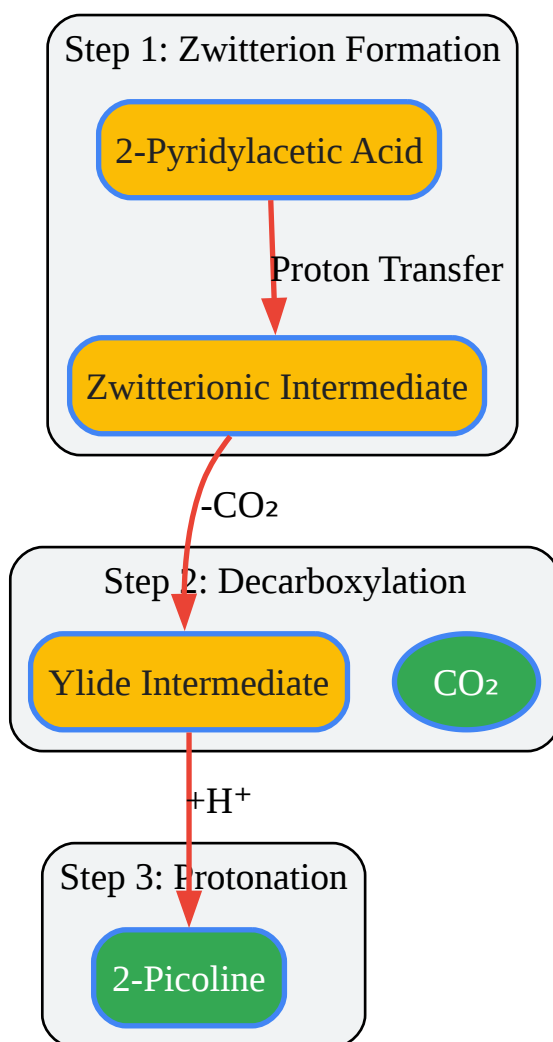 Step 1: Zwitterion Formation
2-Pyridylacetic Acid
Proton Transfer
Zwitterionic Intermediate
-CO₂
Step 2: Decarboxylation
Ylide Intermediate
CO₂
+H⁺
Step 3: Protonation
2-Picoline